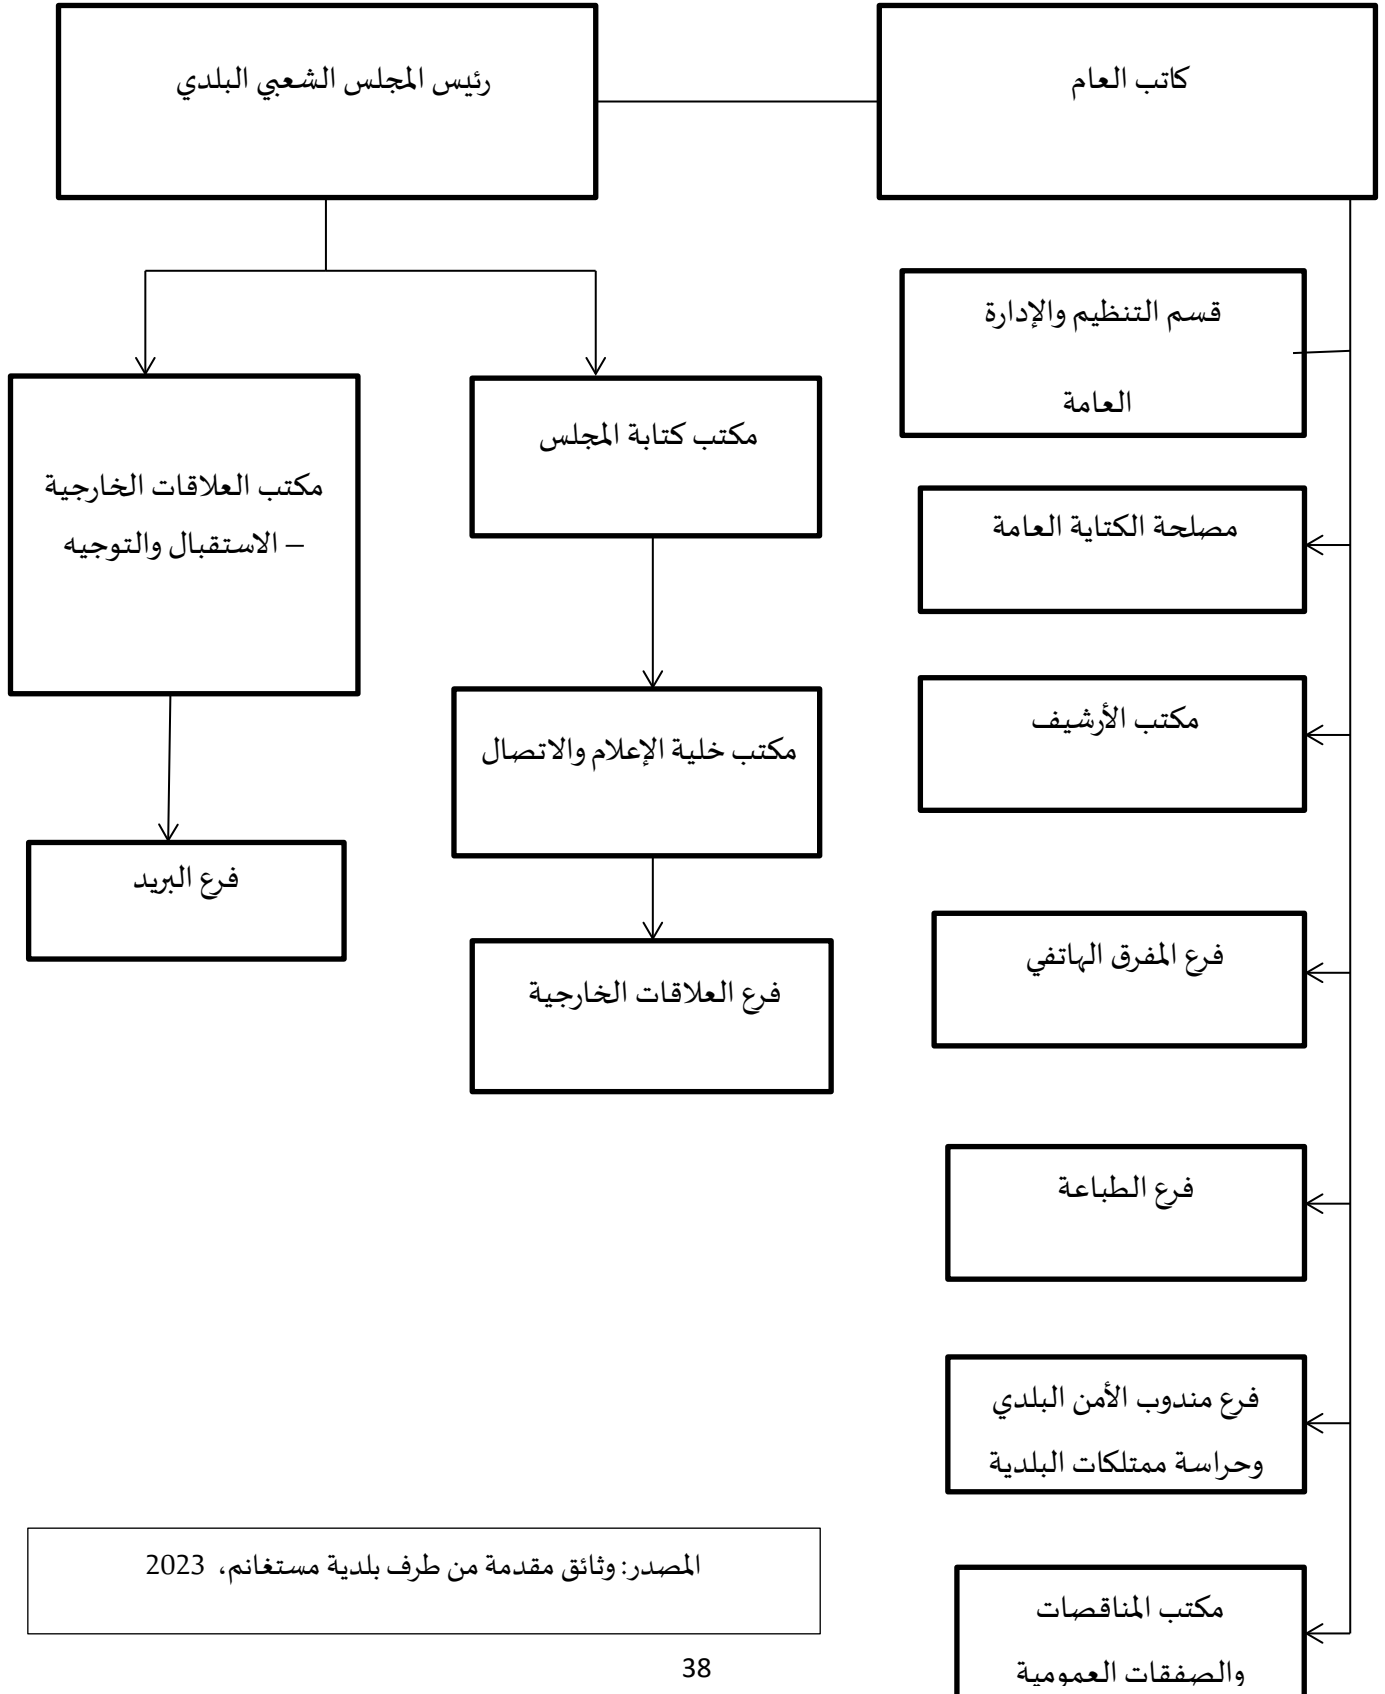 كاتب العام
رئيس المجلس الشعبي البلدي
قسم التنظيم والإدارة
العامة
مكتب كتابة المجلس
مكتب العلاقات الخارجية
– الاستقبال والتوجيه
مصلحة الكتاية العامة
مكتب الأرشيف
مكتب خلية الإعلام والاتصال
فرع البريد
فرع المفرق الهاتفي
فرع العلاقات الخارجية
فرع الطباعة
فرع مندوب الأمن البلدي
وحراسة ممتلكات البلدية
المصدر: وثائق مقدمة من طرف بلدية مستغانم، 2023
مكتب المناقصات
والصفقات العمومية
38